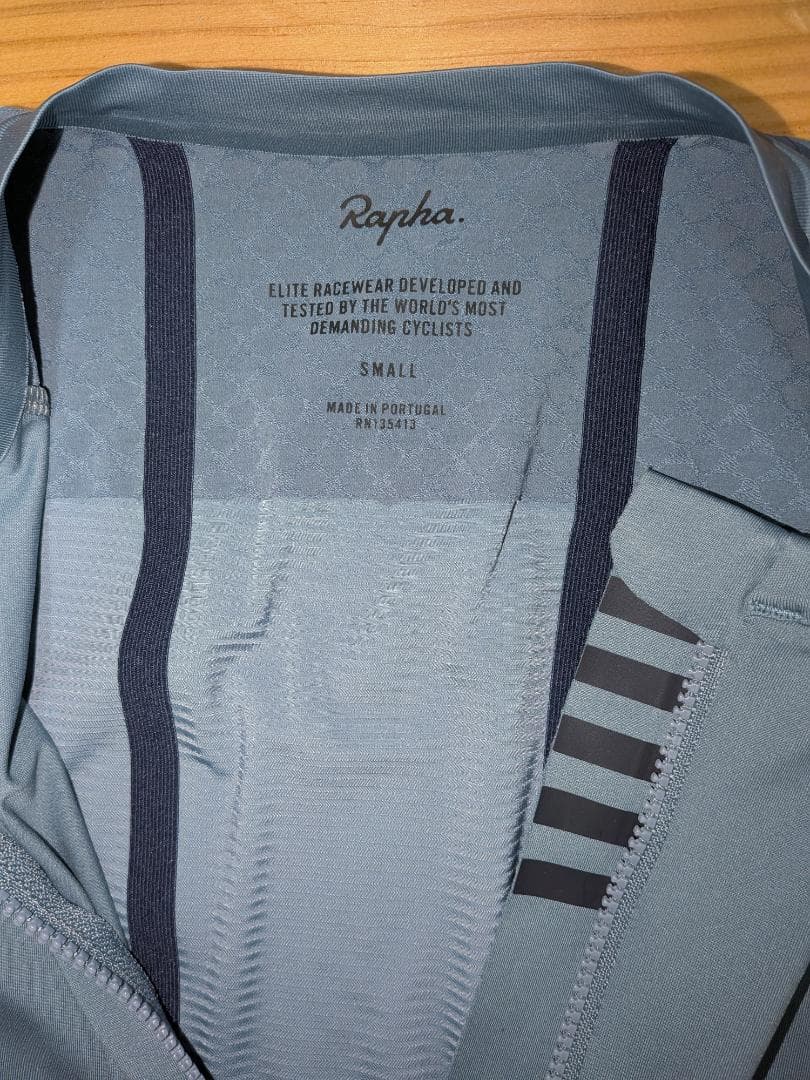 Rapha.
ELITE RACEWEAR DEVELOPED AND
TESTED BY THE WORLD'S MOST
DEMANDING CYCLISTS
SMALL
MADE IN PORTUGAL
RN135413